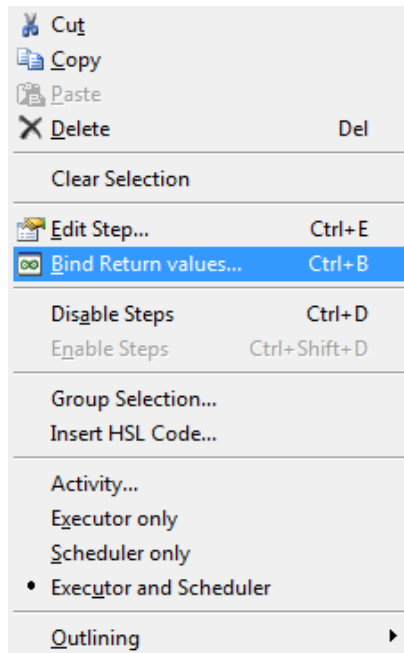 Cut
Copy
Paste
Delete Del
Clear Selection
Edit Step... Ctrl+E
Bind Return values... Ctrl+B
Disable Steps Ctrl+D
Enable Steps Ctrl+Shift+D
Group Selection...
Insert HSL Code...
Activity...
Executor only
Scheduler only
• Executor and Scheduler
Outlining